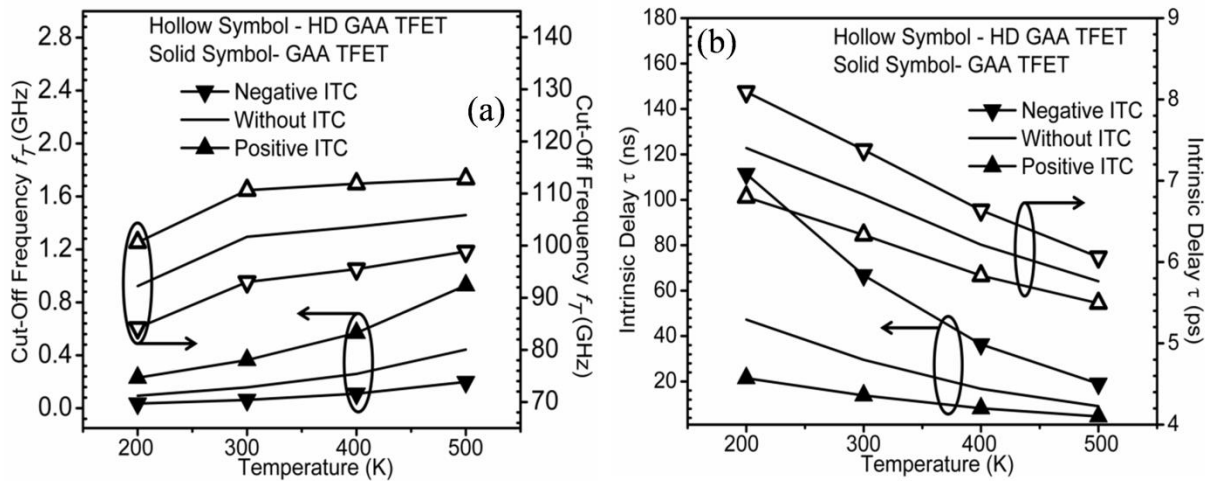 (a)
Hollow Symbol - HD GAA TFET
Solid Symbol- GAA TFET
Negative ITC
Without ITC
Positive ITC
Cut-Off Frequency f_T (GHz)
2.8
2.4
2.0
1.6
1.2
0.8
0.4
0.0
140
130
120
110
100
90
80
70
Cut-Off Frequency f_T (GHz)
200 300 400 500
Temperature (K)
(b)
Hollow Symbol - HD GAA TFET
Solid Symbol- GAA TFET
Negative ITC
Without ITC
Positive ITC
Intrinsic Delay τ (ns)
180
160
140
120
100
80
60
40
20
9
8
7
6
5
4
Intrinsic Delay τ (ps)
200 300 400 500
Temperature (K)